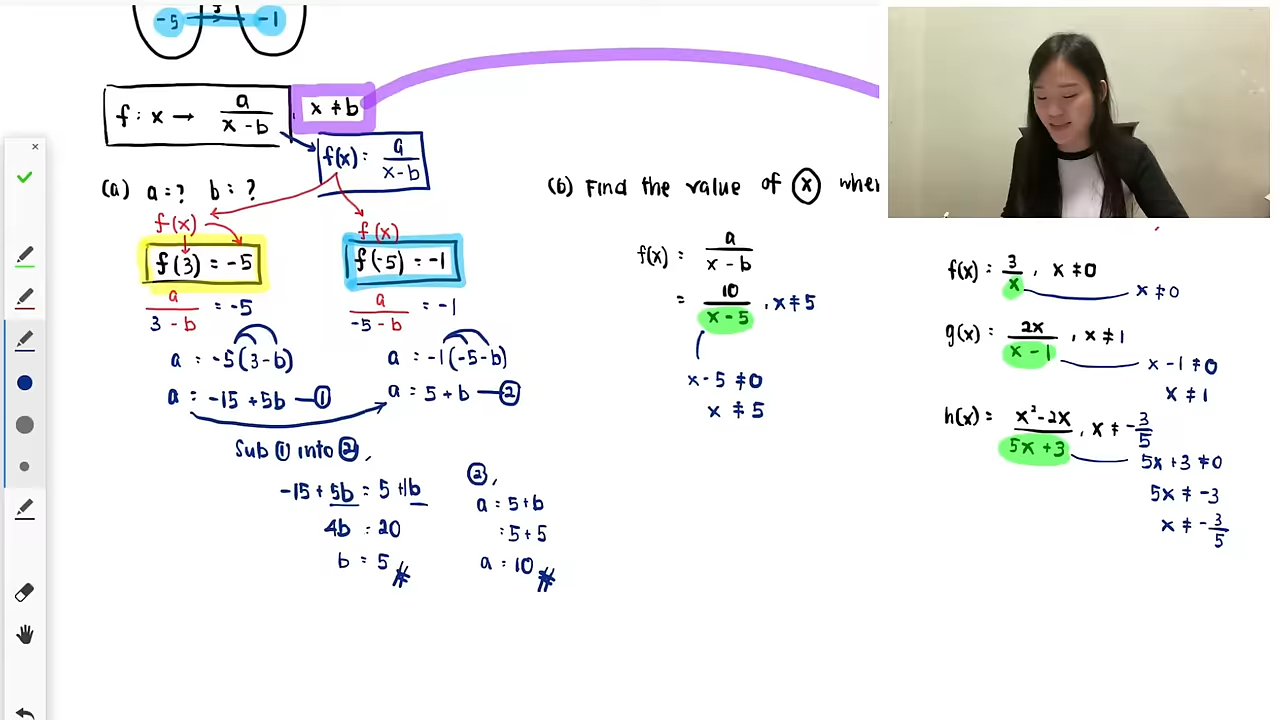 -5 -1
f : x → a/(x - b) , x ≠ b
f(x) : a/(x-b)
(a) a = ? b = ?
f(x) f(x)
f(3) = -5 f(-5) = -1
a/(3 - b) = -5 a/(-5 - b) = -1
a = -5(3-b) a = -1(-5-b)
a = -15 + 5b — ① a = 5 + b — ②
Sub ① into ②,
-15 + 5b = 5 + 1b
4b = 20
b = 5 #
②,
a = 5 + b
= 5 + 5
a = 10 #
(b) Find the value of x
f(x) = a/(x - b)
= 10/(x - 5) , x ≠ 5
x - 5 ≠ 0
x ≠ 5
f(x) = 3/x , x ≠ 0
x ≠ 0
g(x) = 2x/(x - 1) , x ≠ 1
x - 1 ≠ 0
x ≠ 1
h(x) = (x² - 2x)/(5x + 3) , x ≠ -3/5
5x + 3 ≠ 0
5x ≠ -3
x ≠ -3/5